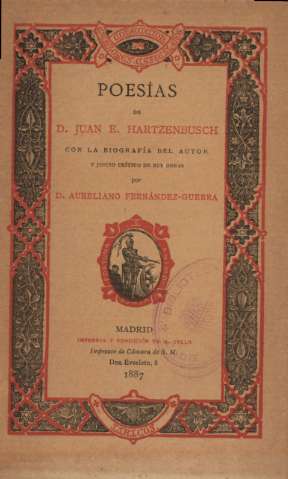 COLECCIÓN
POESÍAS
DE
D. JUAN E. HARTZENBUSCH
CON LA BIOGRAFÍA DEL AUTOR
Y JUICIO CRÍTICO DE SUS OBRAS
POR
D. AURELIANO FERNÁNDEZ-GUERRA
MADRID
IMPRENTA Y FUNDICIÓN DE M. TELLO
Impresor de Cámara de S. M.
Don Evaristo, 8
1887